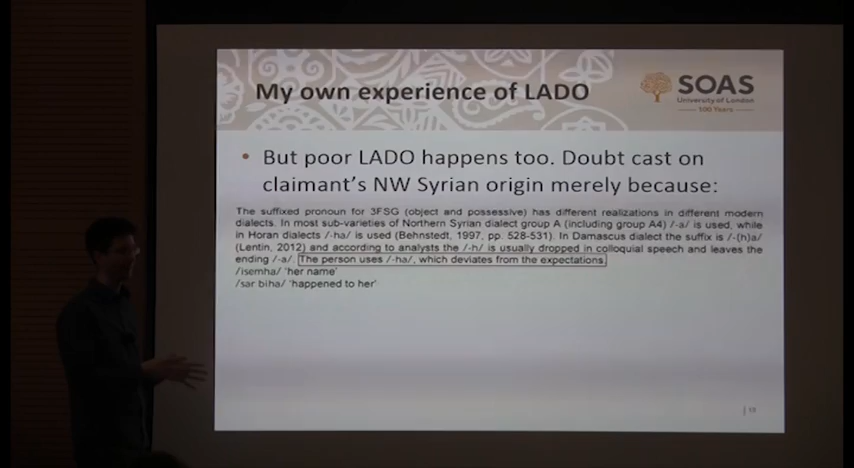 My own experience of LADO
SOAS
University of London
100 Years
• But poor LADO happens too. Doubt cast on
claimant's NW Syrian origin merely because:
The suffixed pronoun for 3FSG (object and possessive) has different realizations in different modern
dialects. In most sub-varieties of Northern Syrian dialect group A (including group A4) /-a/ is used, while
in Horan dialects /-ha/ is used (Behnstedt, 1997, pp. 528-531). In Damascus dialect the suffix is /-(h)a/
(Lentin, 2012) and according to analysts the /-h/ is usually dropped in colloquial speech and leaves the
ending /-a/. The person uses /-ha/, which deviates from the expectations.
/isemha/ 'her name'
/sar biha/ 'happened to her'